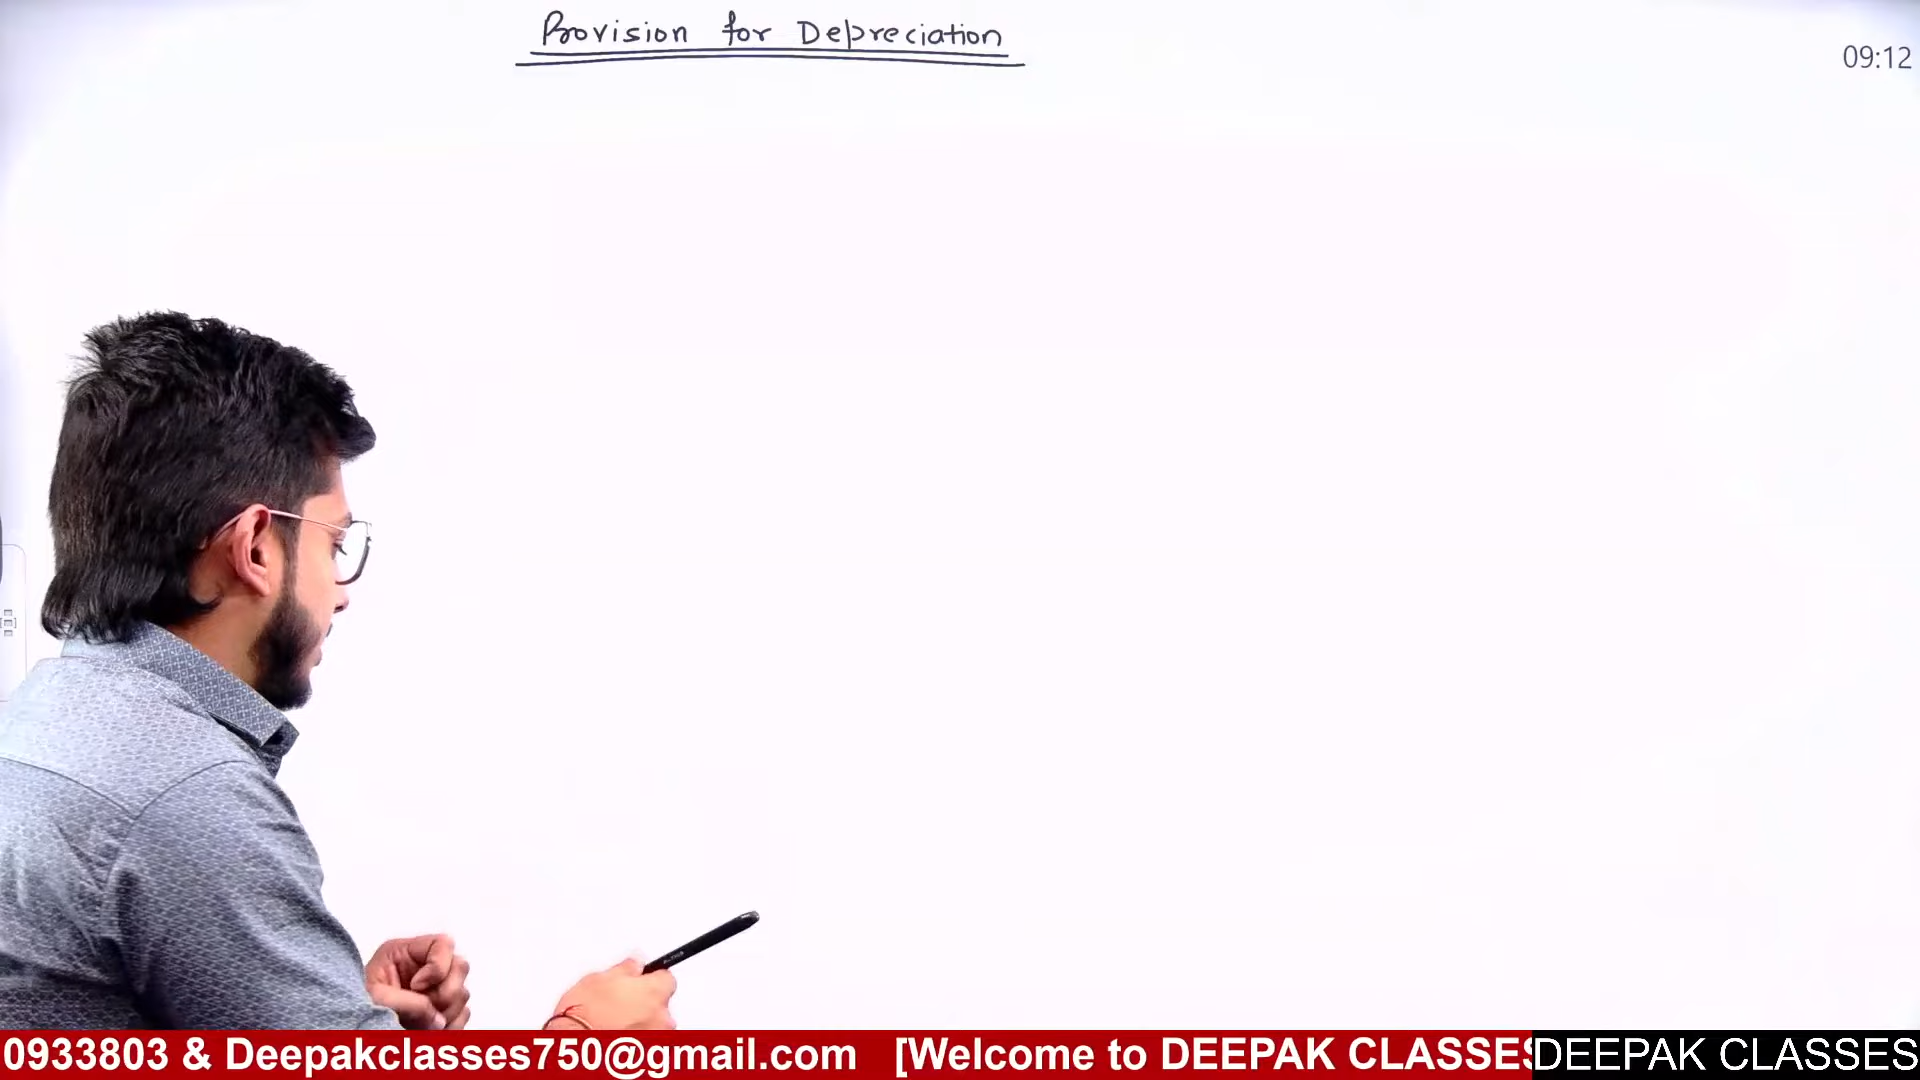 Provision for Depreciation
09:12
0933803 & Deepakclasses750@gmail.com [Welcome to DEEPAK CLASSES
DEEPAK CLASSES